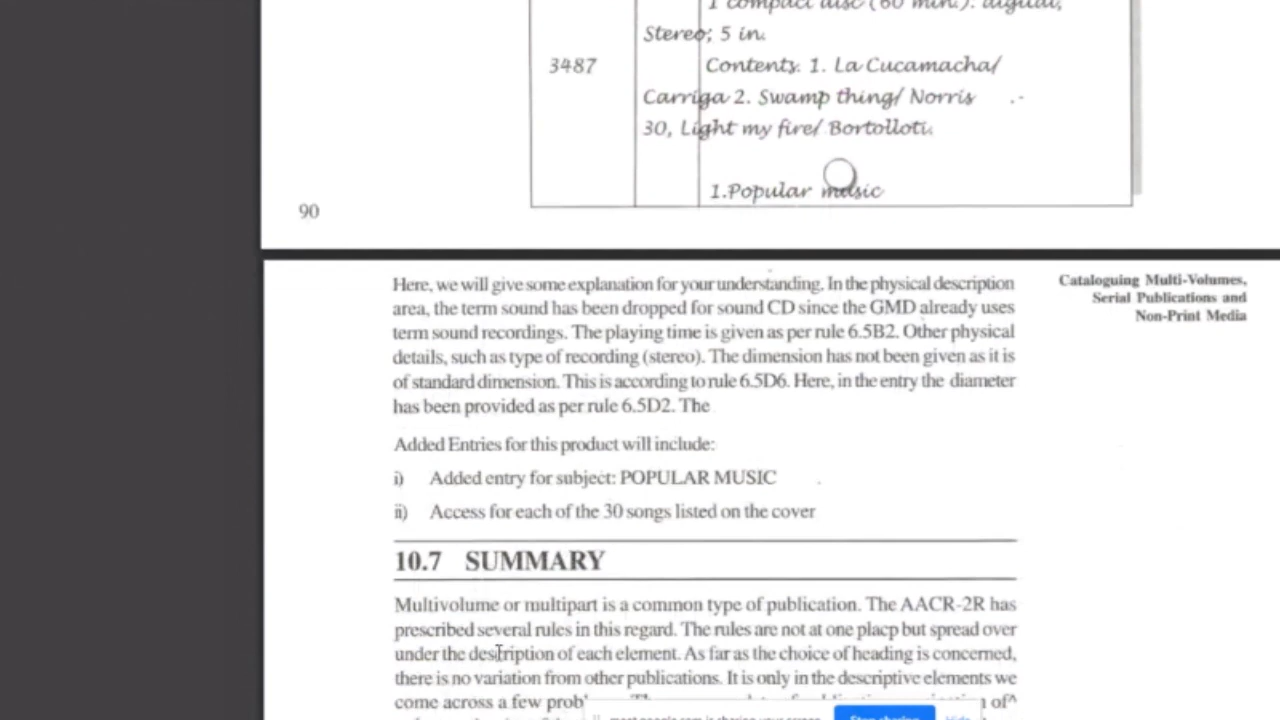 1 compact disc (60 min.): digital,
Stereo; 5 in.
3487 Contents. 1. La Cucamacha/
Carriga 2. Swamp thing/ Norris
30, Light my fire/ Bortolloti.
1.Popular music
90
Here, we will give some explanation for your understanding. In the physical description
area, the term sound has been dropped for sound CD since the GMD already uses
term sound recordings. The playing time is given as per rule 6.5B2. Other physical
details, such as type of recording (stereo). The dimension has not been given as it is
of standard dimension. This is according to rule 6.5D6. Here, in the entry the diameter
has been provided as per rule 6.5D2. The
Cataloguing Multi-Volumes,
Serial Publications and
Non-Print Media
Added Entries for this product will include:
i) Added entry for subject: POPULAR MUSIC
ii) Access for each of the 30 songs listed on the cover
10.7 SUMMARY
Multivolume or multipart is a common type of publication. The AACR-2R has
prescribed several rules in this regard. The rules are not at one placp but spread over
under the description of each element. As far as the choice of heading is concerned,
there is no variation from other publications. It is only in the descriptive elements we
come across a few